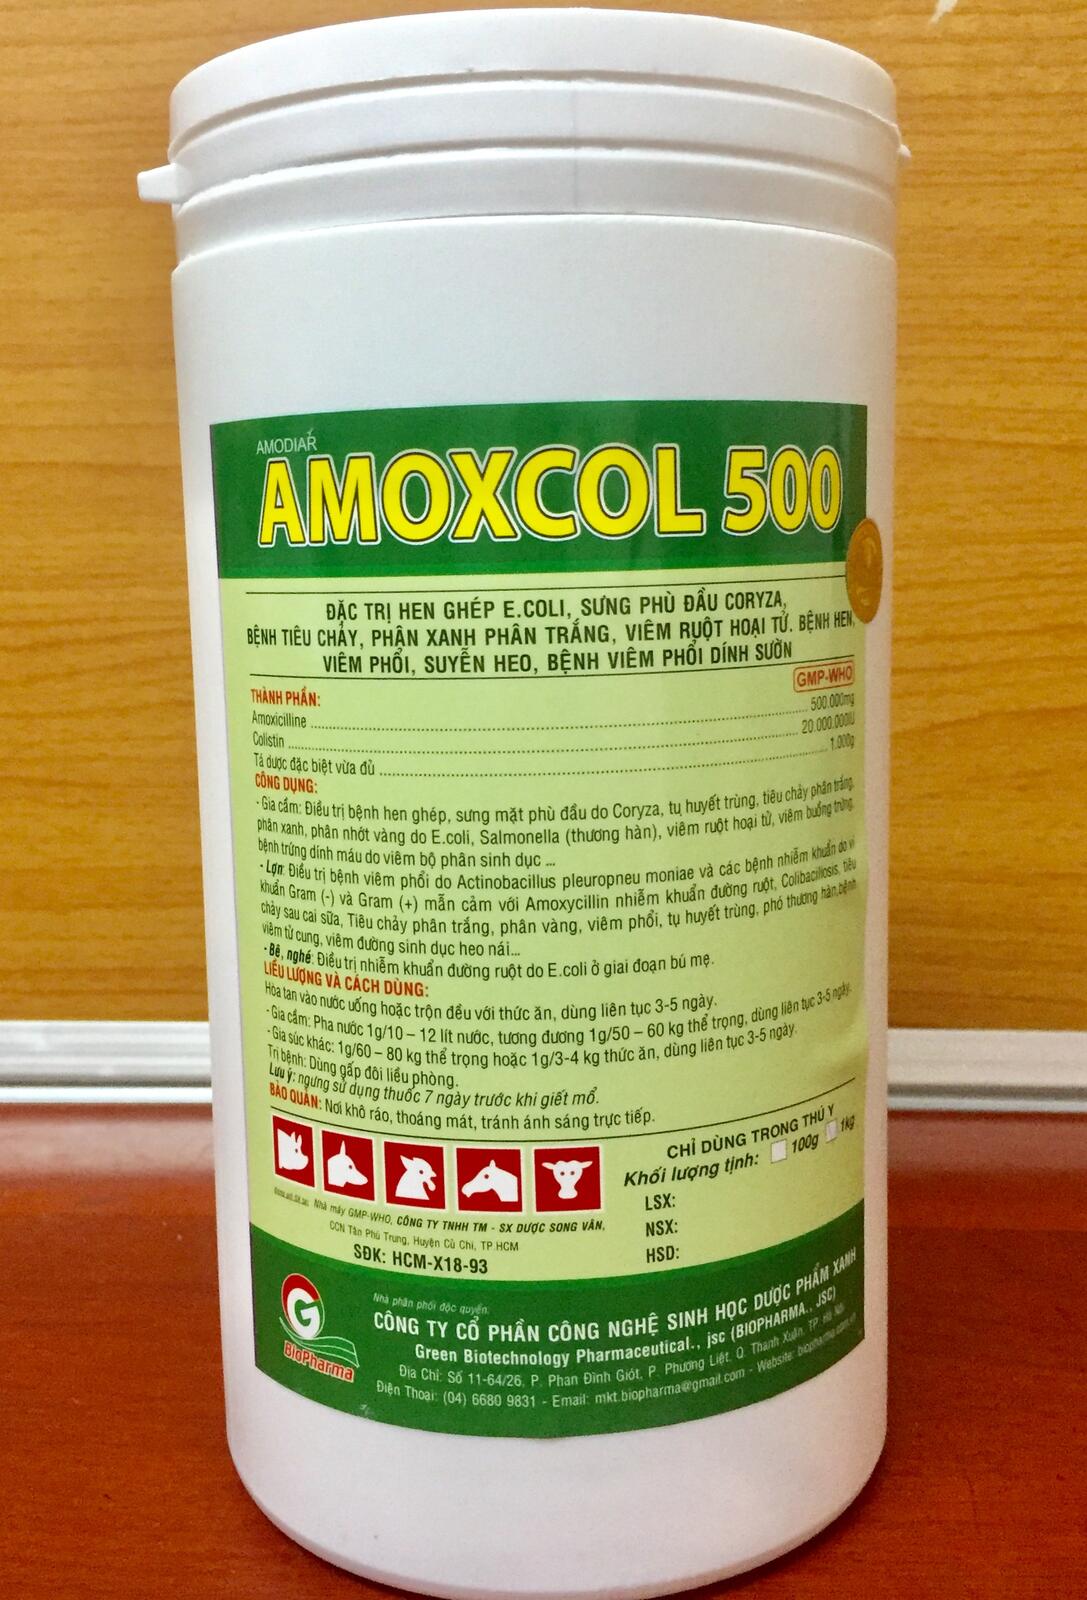 AMODIAR
AMOXCOL 500
ĐẶC TRỊ HEN GHÉP E.COLI, SƯNG PHÙ ĐẦU CORYZA,
BỆNH TIÊU CHẢY, PHÂN XANH PHÂN TRẮNG, VIÊM RUỘT HOẠI TỬ. BỆNH HEN,
VIÊM PHỔI, SUYỄN HEO, BỆNH VIÊM PHỔI DÍNH SƯỜN
GMP-WHO
THÀNH PHẦN:
Amoxicilline ........ 500.000mg
Colistin ........ 20.000.000IU
Tá dược đặc biệt vừa đủ ........ 1.000g
CÔNG DỤNG:
- Gia cầm: Điều trị bệnh hen ghép, sưng mặt phù đầu do Coryza, tụ huyết trùng, tiêu chảy phân trắng,
phân xanh, phân nhớt vàng do E.coli, Salmonella (thương hàn), viêm ruột hoại tử, viêm buồng trứng,
bệnh trứng dính máu do viêm bộ phân sinh dục ...
- Lợn: Điều trị bệnh viêm phổi do Actinobacillus pleuropneu moniae và các bệnh nhiễm khuẩn do vi
khuẩn Gram (-) và Gram (+) mẫn cảm với Amoxycillin nhiễm khuẩn đường ruột, Colibacillosis, tiêu
chảy sau cai sữa, Tiêu chảy phân trắng, phân vàng, viêm phổi, tụ huyết trùng, phó thương hàn,bệnh
viêm tử cung, viêm đường sinh dục heo nái...
- Bê, nghé: Điều trị nhiễm khuẩn đường ruột do E.coli ở giai đoạn bú mẹ.
LIỀU LƯỢNG VÀ CÁCH DÙNG:
Hòa tan vào nước uống hoặc trộn đều với thức ăn, dùng liên tục 3-5 ngày.
- Gia cầm: Pha nước 1g/10 – 12 lít nước, tương đương 1g/50 – 60 kg thể trọng, dùng liên tục 3-5 ngày.
- Gia súc khác: 1g/60 – 80 kg thể trọng hoặc 1g/3-4 kg thức ăn, dùng liên tục 3-5 ngày.
Trị bệnh: Dùng gấp đôi liều phòng.
Lưu ý: ngưng sử dụng thuốc 7 ngày trước khi giết mổ.
BẢO QUẢN: Nơi khô ráo, thoáng mát, tránh ánh sáng trực tiếp.
CHỈ DÙNG TRONG THÚ Y
Khối lượng tịnh: 100g 1kg
LSX:
NSX:
HSD:
Nhà máy GMP-WHO, CÔNG TY TNHH TM - SX DƯỢC SONG VÂN,
CCN Tân Phú Trung, Huyện Củ Chi, TP HCM
SĐK: HCM-X18-93
G
BioPharma
Nhà phân phối độc quyền:
CÔNG TY CỔ PHẦN CÔNG NGHỆ SINH HỌC DƯỢC PHẨM XANH
Green Biotechnology Pharmaceutical., jsc (BIOPHARMA., JSC)
Địa Chỉ: Số 11-64/26, P. Phan Đình Giót, P. Phương Liệt, Q. Thanh Xuân, TP. Hà Nội
Điện Thoại: (04) 6680 9831 - Email: mkt.biopharma@gmail.com - Website: biopharma.com.vn